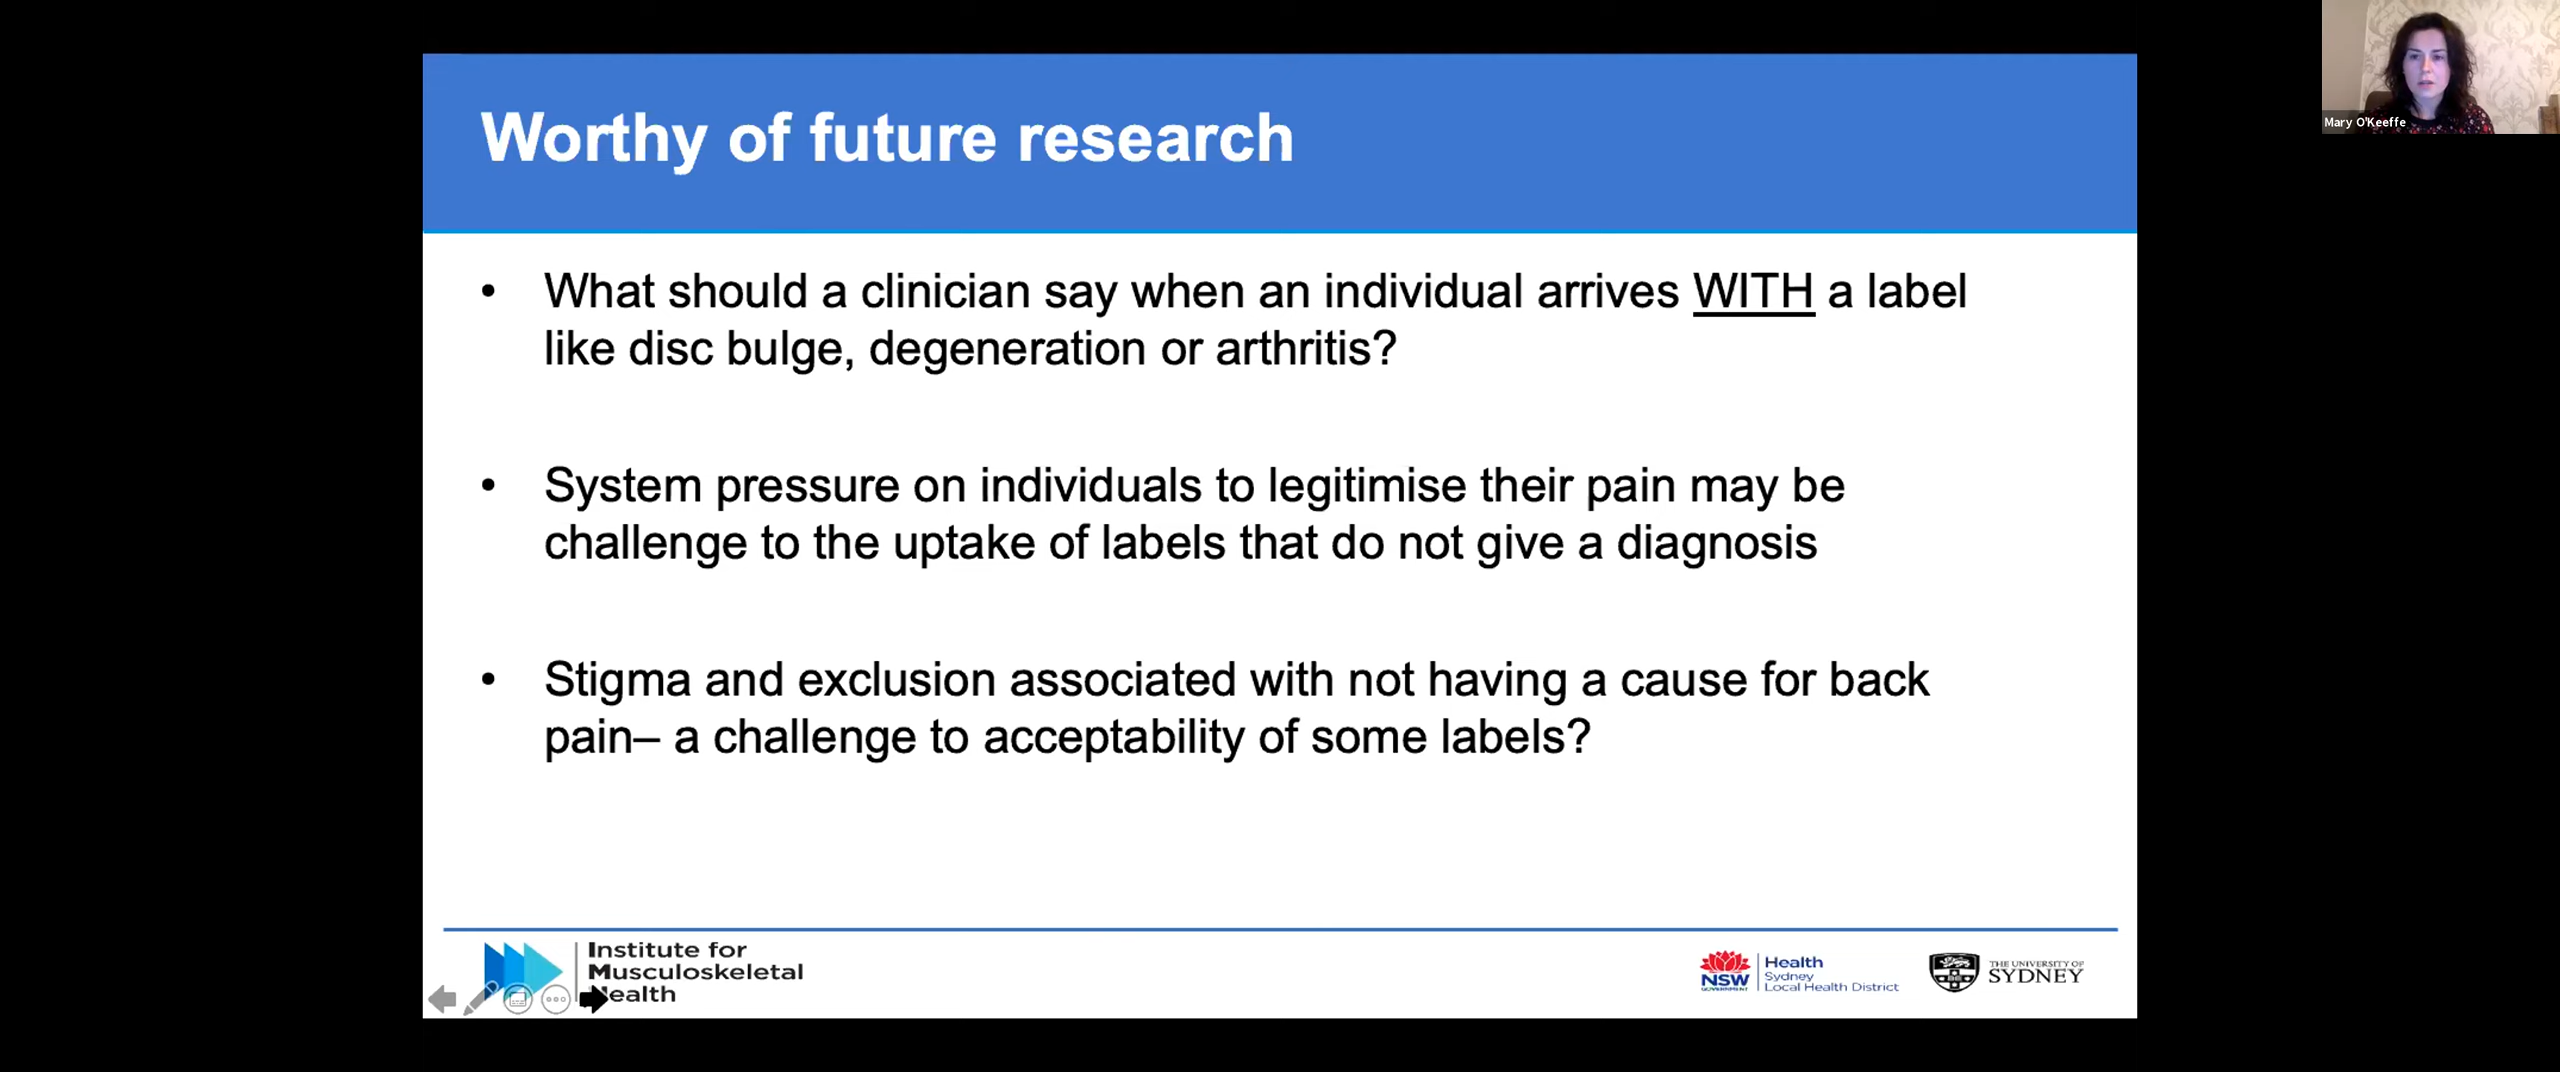 Worthy of future research
Mary O'Keeffe
• What should a clinician say when an individual arrives WITH a label
like disc bulge, degeneration or arthritis?
• System pressure on individuals to legitimise their pain may be
challenge to the uptake of labels that do not give a diagnosis
• Stigma and exclusion associated with not having a cause for back
pain– a challenge to acceptability of some labels?
Institute for
Musculoskeletal
Health
NSW
GOVERNMENT
Health
Sydney
Local Health District
THE UNIVERSITY OF
SYDNEY